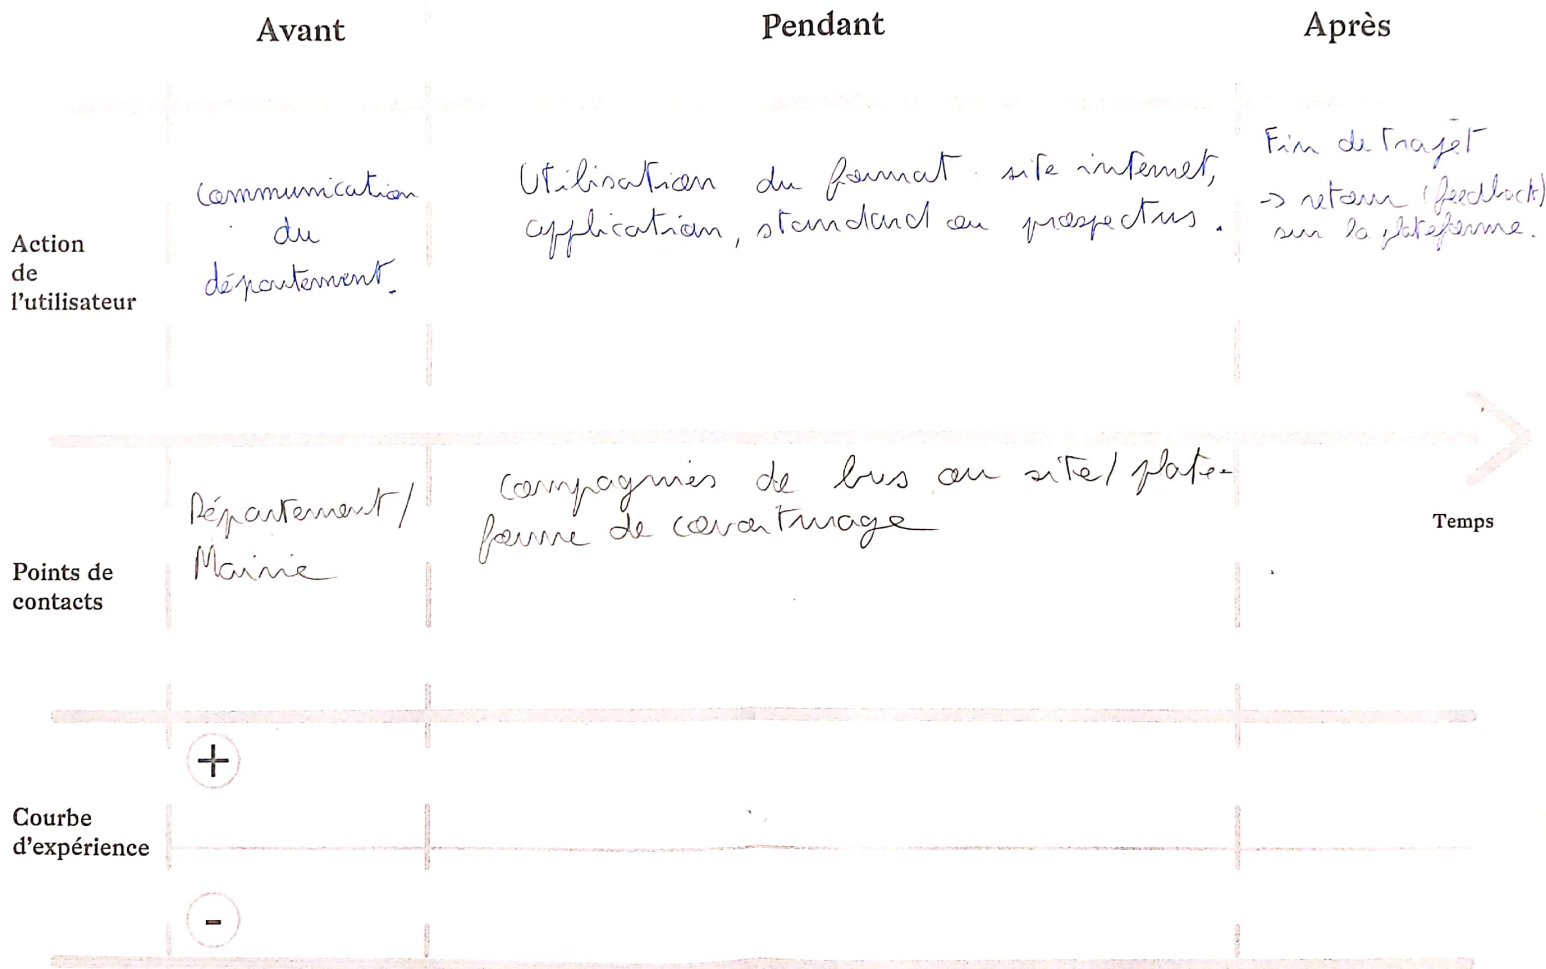 Avant
Pendant
Après
Action
de
l'utilisateur
communication
du
département.
Utilisation du format site internet,
application, standard ou prospectus.
Fin de trajet
→ retour (feedback)
sur la plateforme.
Points de
contacts
Département/
Mairie
compagnies de bus ou site/plate-
forme de covoiturage
Temps
Courbe
d'expérience
+
-